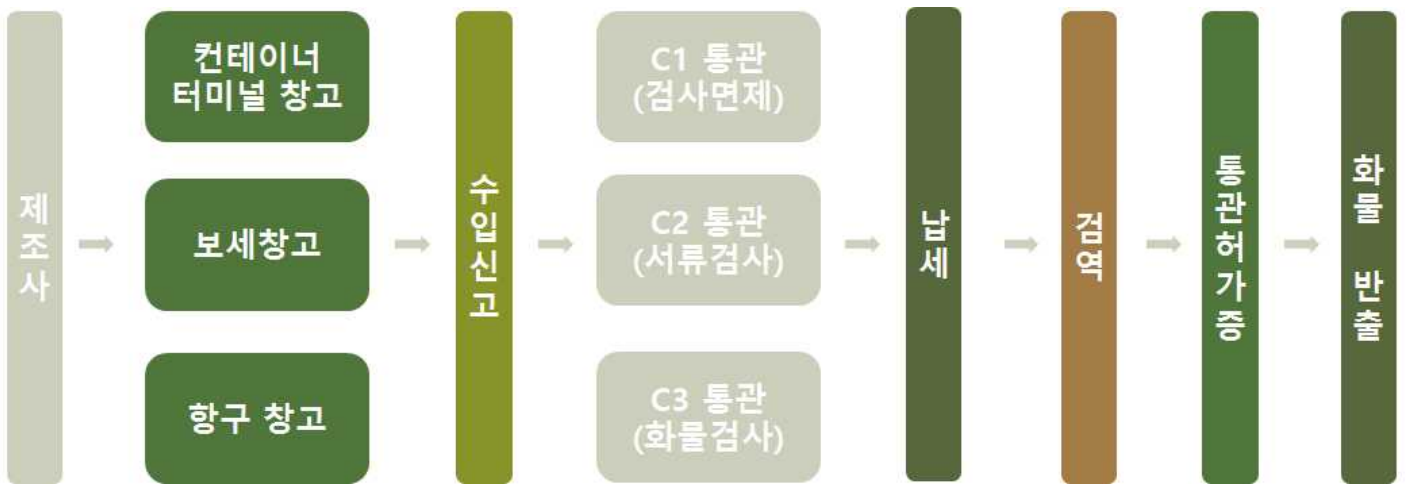 제조사
컨테이너
터미널 창고
보세창고
항구 창고
수입신고
C1 통관
(검사면제)
C2 통관
(서류검사)
C3 통관
(화물검사)
납세
검역
통관허가증
화물 반출